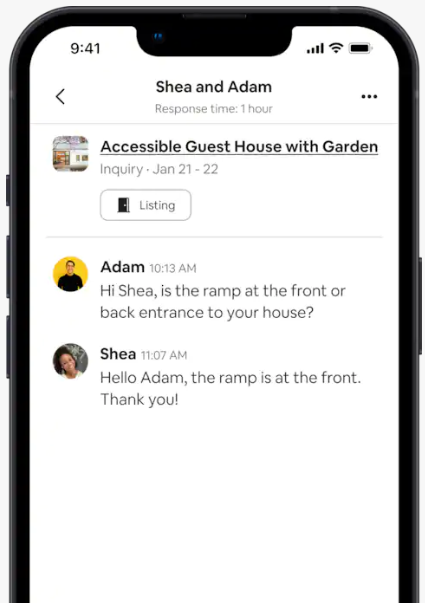 9:41
Shea and Adam
Response time: 1 hour
Accessible Guest House with Garden
Inquiry · Jan 21 - 22
Listing
Adam 10:13 AM
Hi Shea, is the ramp at the front or
back entrance to your house?
Shea 11:07 AM
Hello Adam, the ramp is at the front.
Thank you!